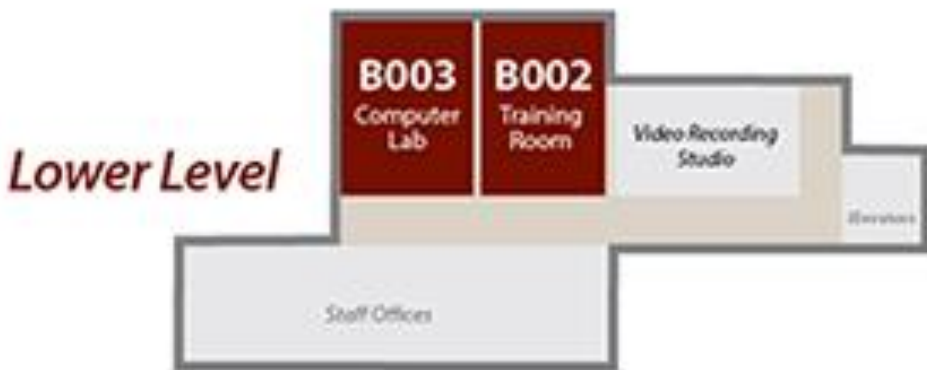 B003
Computer
Lab
B002
Training
Room
Video Recording
Studio
Lower Level
Elevators
Staff Offices